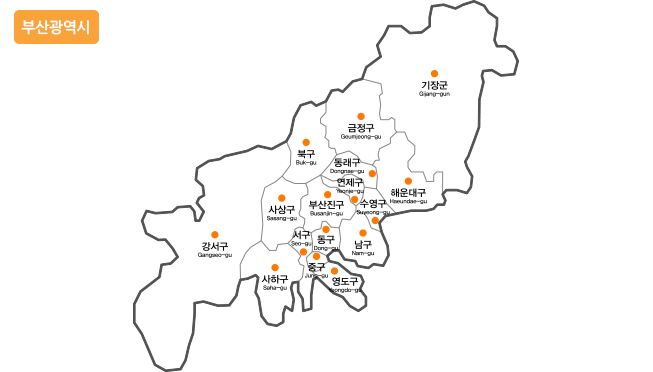 부산광역시
기장군
Gijang-gun
금정구
Geumjeong-gu
북구
Buk-gu
동래구
Dongnae-gu
연제구
Yeonje-gu
해운대구
Haeundae-gu
사상구
Sasang-gu
부산진구
Busanjin-gu
수영구
Suyeong-gu
강서구
Gangseo-gu
서구
Seo-gu
동구
Dong-gu
남구
Nam-gu
사하구
Saha-gu
중구
Jung-gu
영도구
Yeongdo-gu